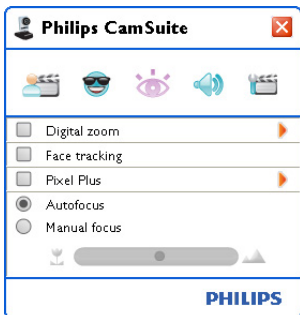 Philips CamSuite
Digital zoom
Face tracking
Pixel Plus
Autofocus
Manual focus
PHILIPS